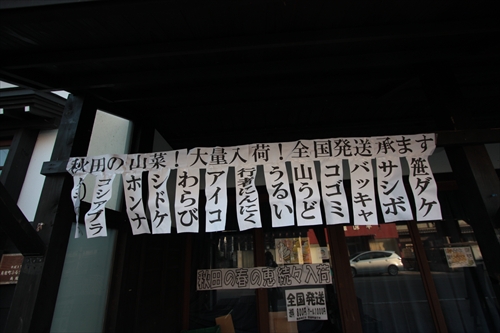 秋田の山菜!大量入荷!全国発送承ます
コシアブラ
ホンナ
シドケ
わらび
アイコ
行者にんにく
うるい
山うど
コゴミ
バッキャ
サシボ
笹ダケ
秋田の春の恵 続々入荷
全国発送